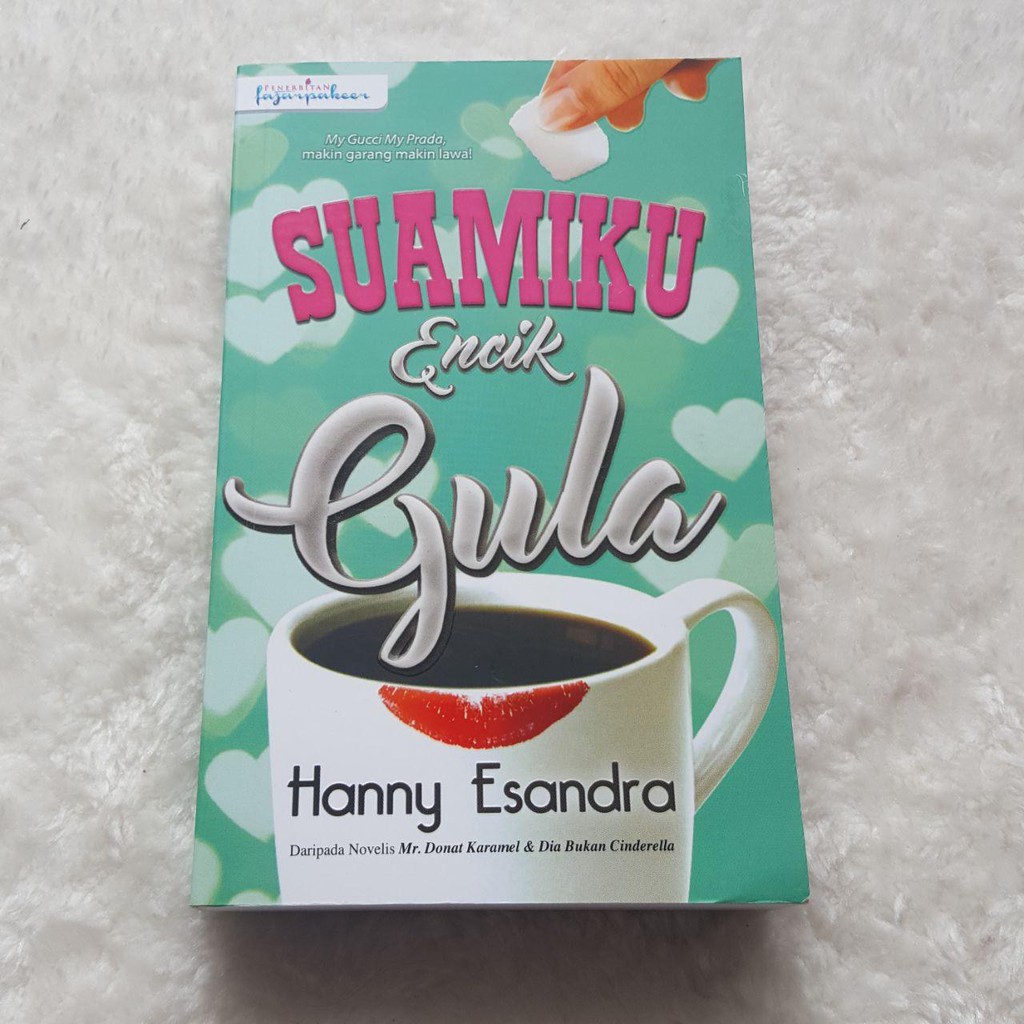 PENERBITAN
fajarpakeer
My Gucci My Prada,
makin garang makin lawa!
SUAMIKU
Encik
Gula
Hanny Esandra
Daripada Novelis Mr. Donat Karamel & Dia Bukan Cinderella